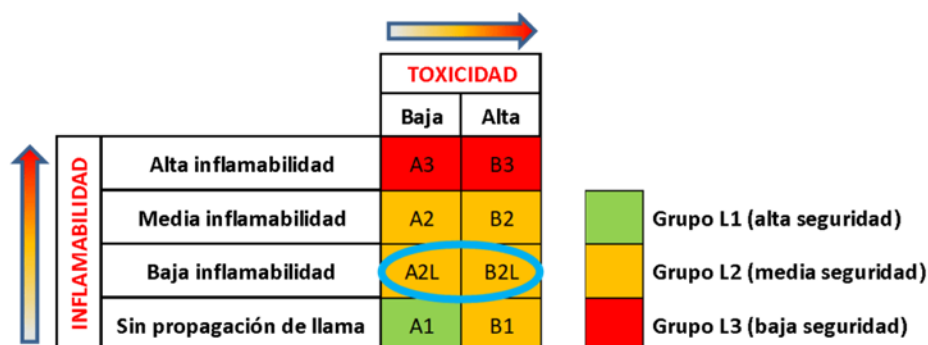 TOXICIDAD
Baja Alta
INFLAMABILIDAD
Alta inflamabilidad A3 B3
Media inflamabilidad A2 B2
Baja inflamabilidad A2L B2L
Sin propagación de llama A1 B1
Grupo L1 (alta seguridad)
Grupo L2 (media seguridad)
Grupo L3 (baja seguridad)